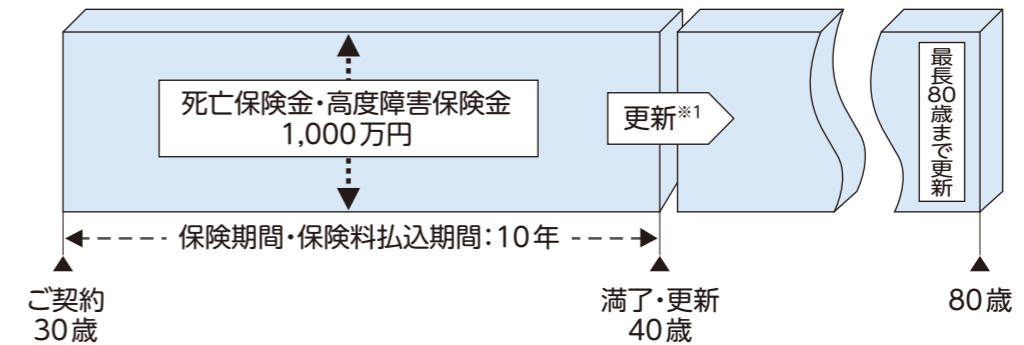 死亡保険金・高度障害保険金
1,000万円
更新※1
最長80歳まで更新
保険期間・保険料払込期間：10年
ご契約
30歳
満了・更新
40歳
80歳